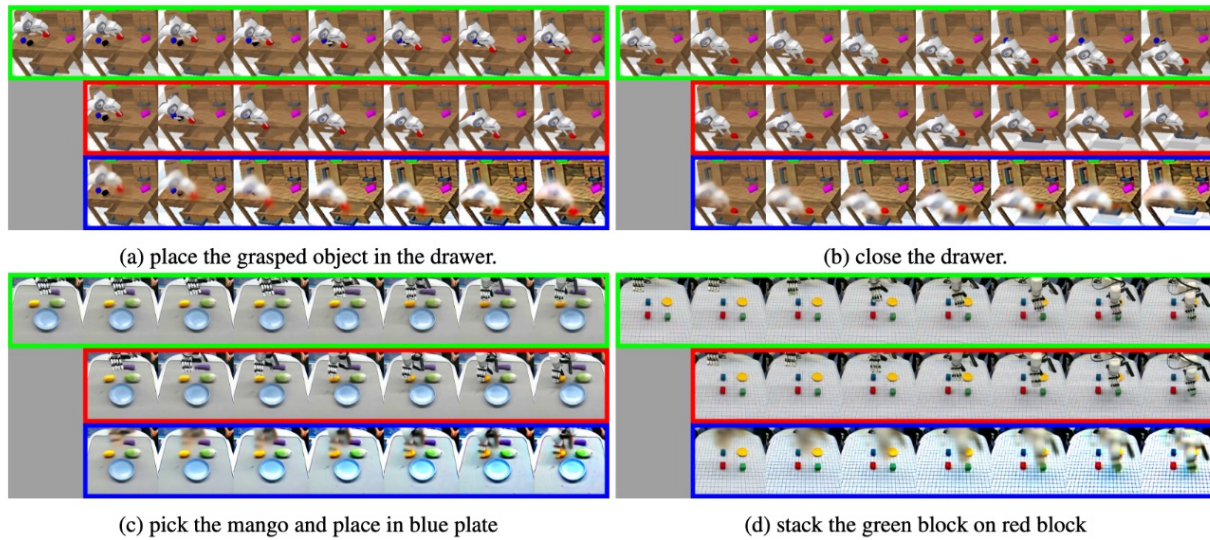 (a) place the grasped object in the drawer.
(b) close the drawer.
(c) pick the mango and place in blue plate
(d) stack the green block on red block